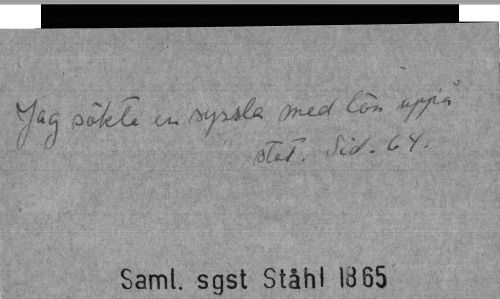 Jag sökte en syssla med lön uppå
stat. Sid. 64.
Saml. sgst Ståhl 1865